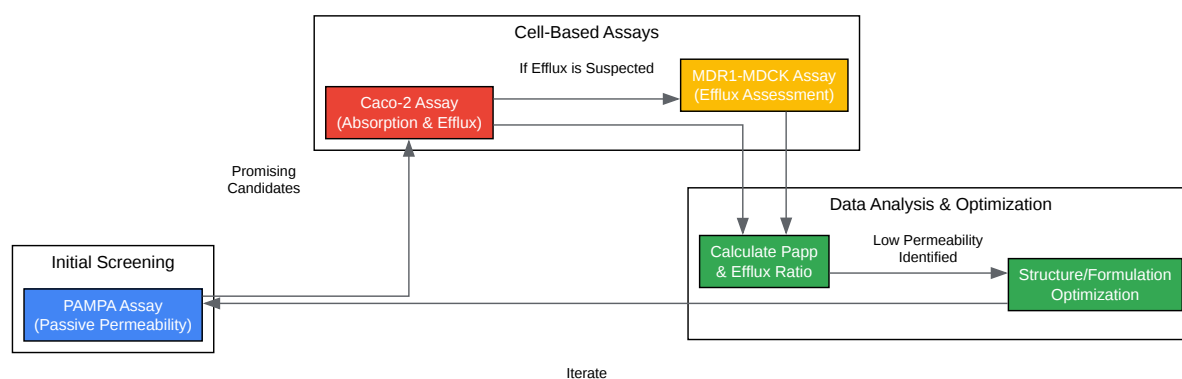 Cell-Based Assays
If Efflux is Suspected
MDR1-MDCK Assay
(Efflux Assessment)
Caco-2 Assay
(Absorption & Efflux)
Promising
Candidates
Data Analysis & Optimization
Initial Screening
Calculate Papp
& Efflux Ratio
Low Permeability
Identified
Structure/Formulation
Optimization
PAMPA Assay
(Passive Permeability)
Iterate